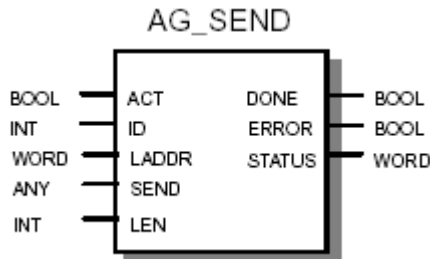 AG_SEND
BOOL ACT DONE BOOL
INT ID ERROR BOOL
WORD LADDR STATUS WORD
ANY SEND
INT LEN